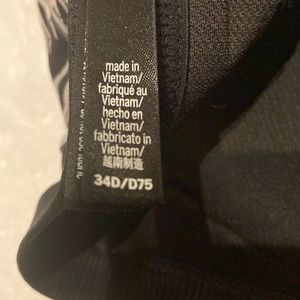 made in
Vietnam/
fabriqué au
Vietnam/
hecho en
Vietnam/
fabbricato in
Vietnam/
越南制造
34D/D75